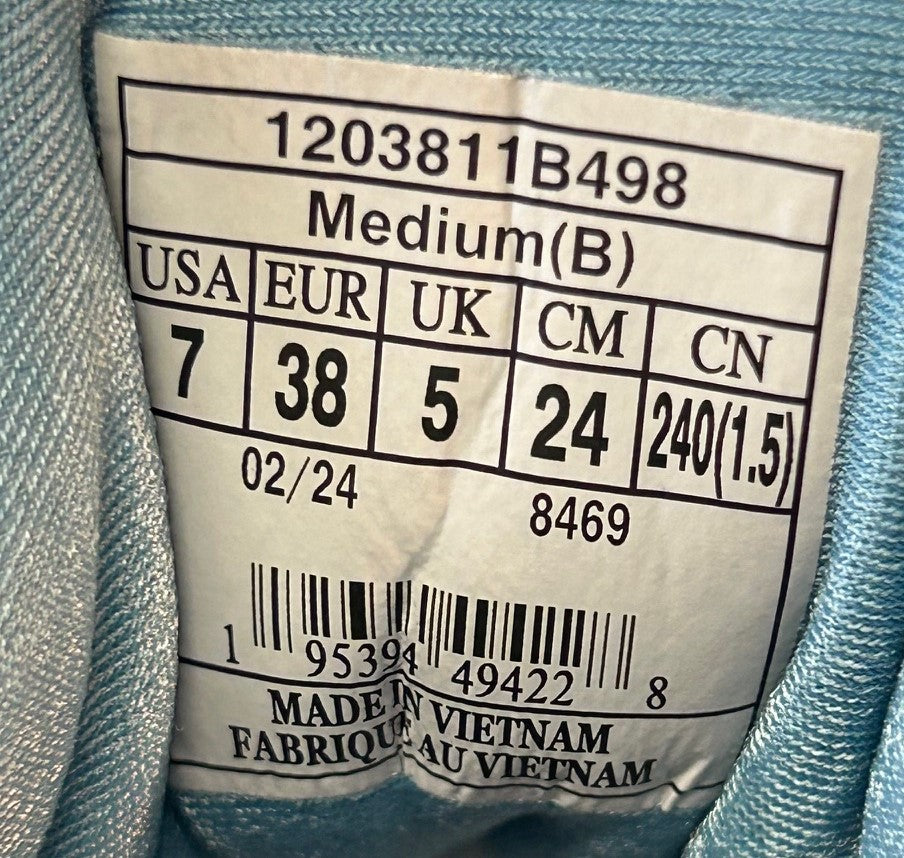 1203811B498
Medium(B)
USA EUR UK CM CN
7 38 5 24 240(1.5)
02/24 8469
1 95394 49422 8
MADE IN VIETNAM
FABRIQUÉ AU VIETNAM